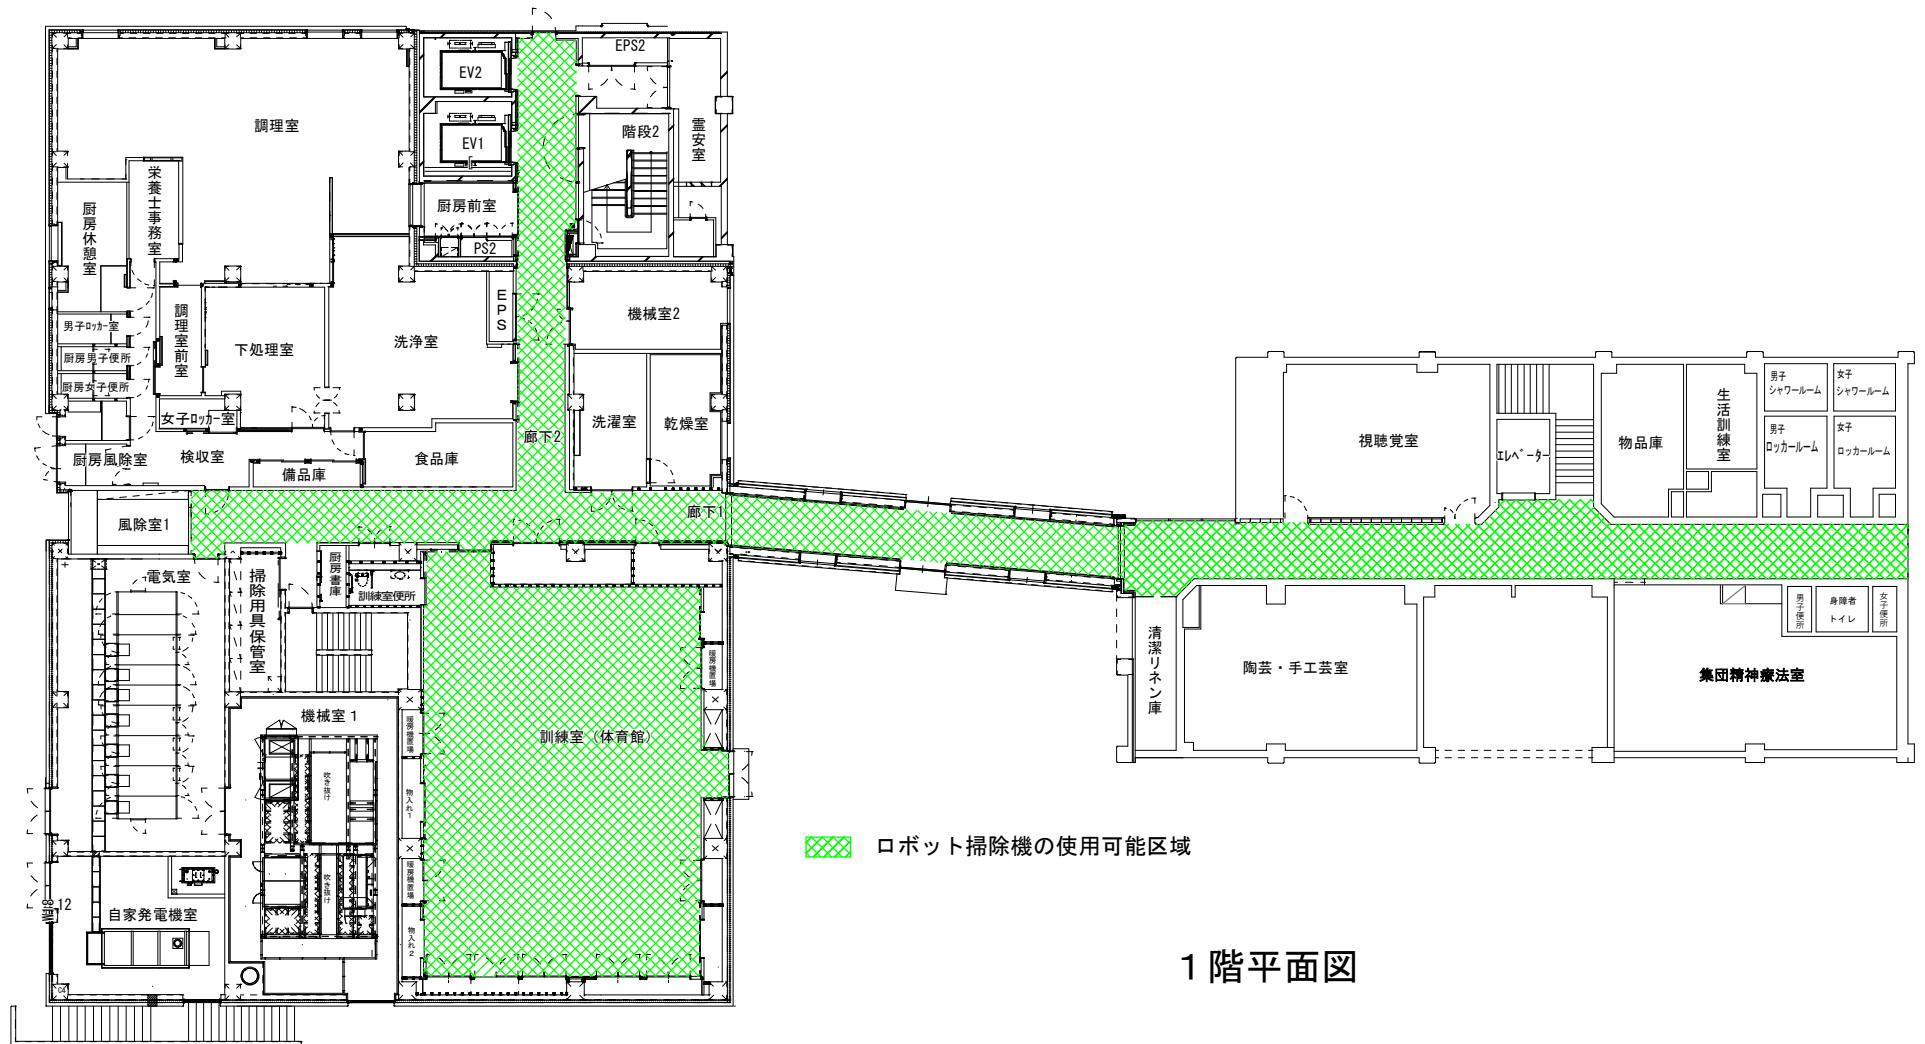 EPS2
EV2
調理室
EV1
階段2
霊安室
栄養士事務室
厨房休憩室
厨房前室
PS2
EPS
機械室2
調理室前室
男子ロッカー室
下処理室
洗浄室
厨房男子便所
厨房女子便所
女子ロッカー室
洗濯室
乾燥室
廊下2
厨房風除室
検収室
備品庫
食品庫
風除室1
廊下1
視聴覚室
エレベーター
物品庫
生活訓練室
男子
シャワールーム
女子
シャワールーム
男子
ロッカールーム
女子
ロッカールーム
電気室
掃除用具保管室
厨房書庫
訓練室便所
清潔リネン庫
陶芸・手工芸室
男子便所
身障者
トイレ
女子便所
集団精神療法室
暖房機置場
機械室1
暖房機置場
訓練室(体育館)
吹き抜け
物入れ1
ロボット掃除機の使用可能区域
暖房機置場
吹き抜け
12
自家発電機室
物入れ2
C4
1階平面図